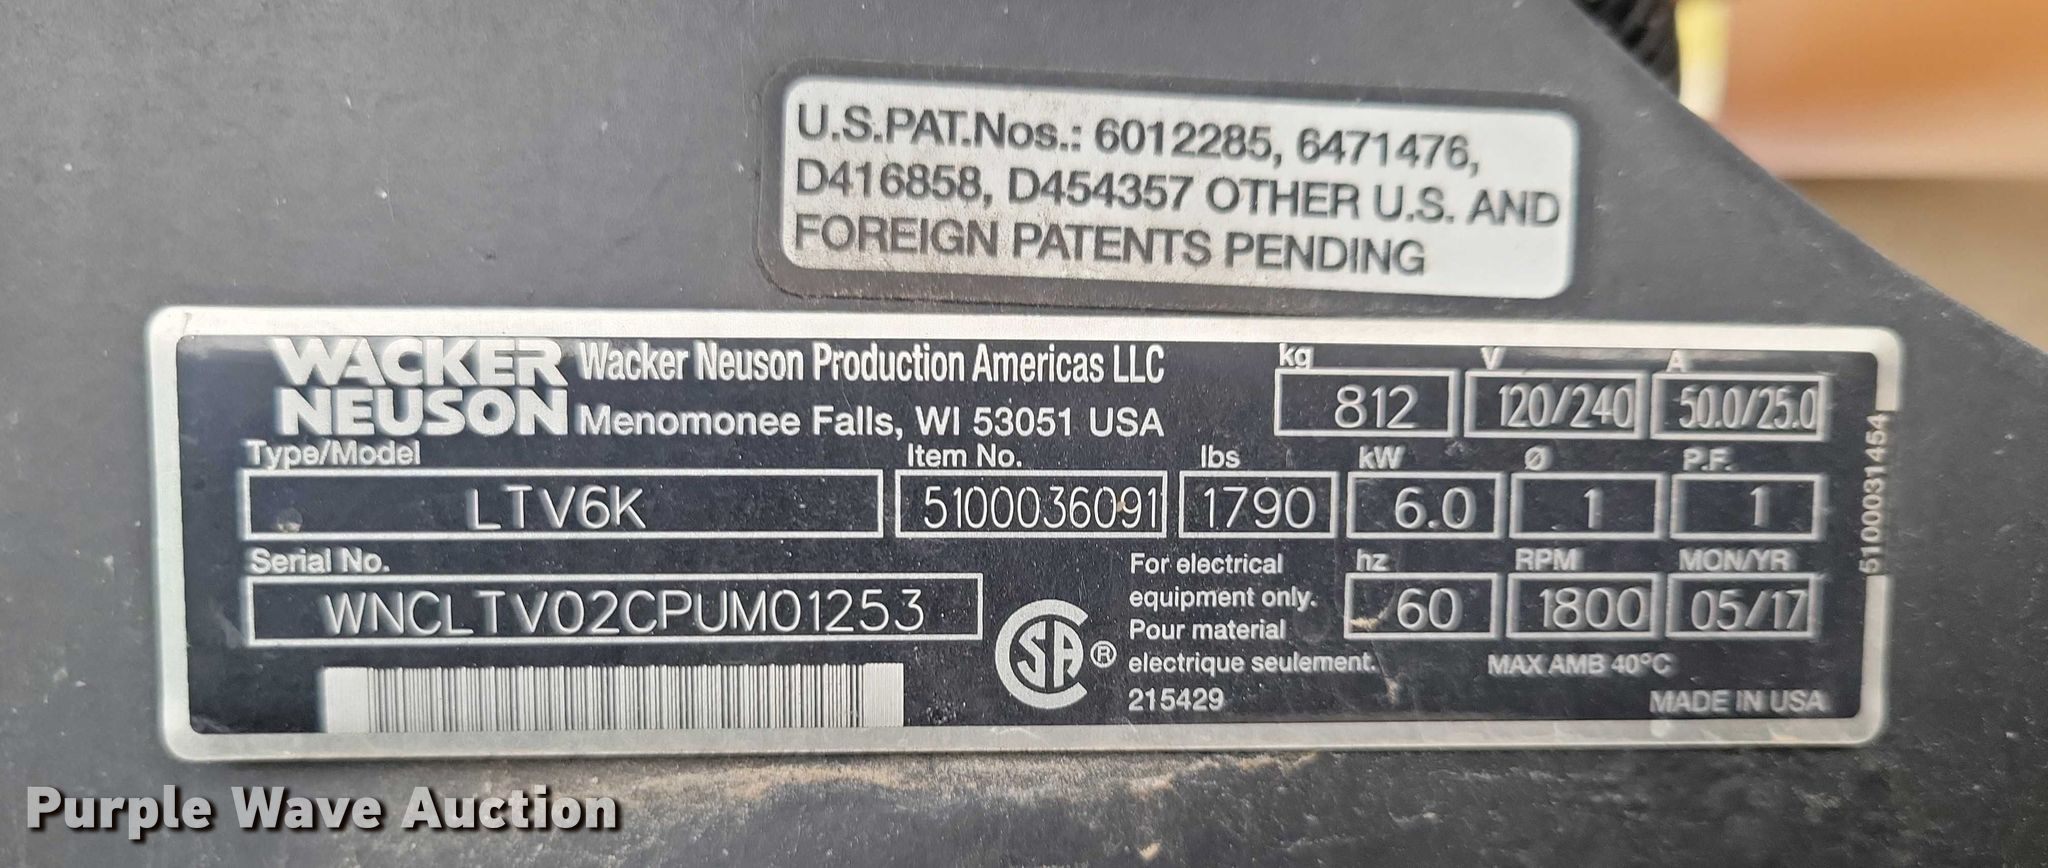 U.S.PAT.Nos.: 6012285, 6471476,
D416858, D454357 OTHER U.S. AND
FOREIGN PATENTS PENDING
WACKER
NEUSON
Wacker Neuson Production Americas LLC
Menomonee Falls, WI 53051 USA
kg V A
812 120/240 50.0/25.0
Type/Model Item No. lbs kW Ø P.F.
LTV6K 5100036091 1790 6.0 1 1
Serial No. hz RPM MON/YR
WNCLTV02CPUM01253 60 1800 05/17
CSA ®
For electrical
equipment only.
Pour material
electrique seulement.
215429
MAX AMB 40°C
MADE IN USA
5100031454
Purple Wave Auction